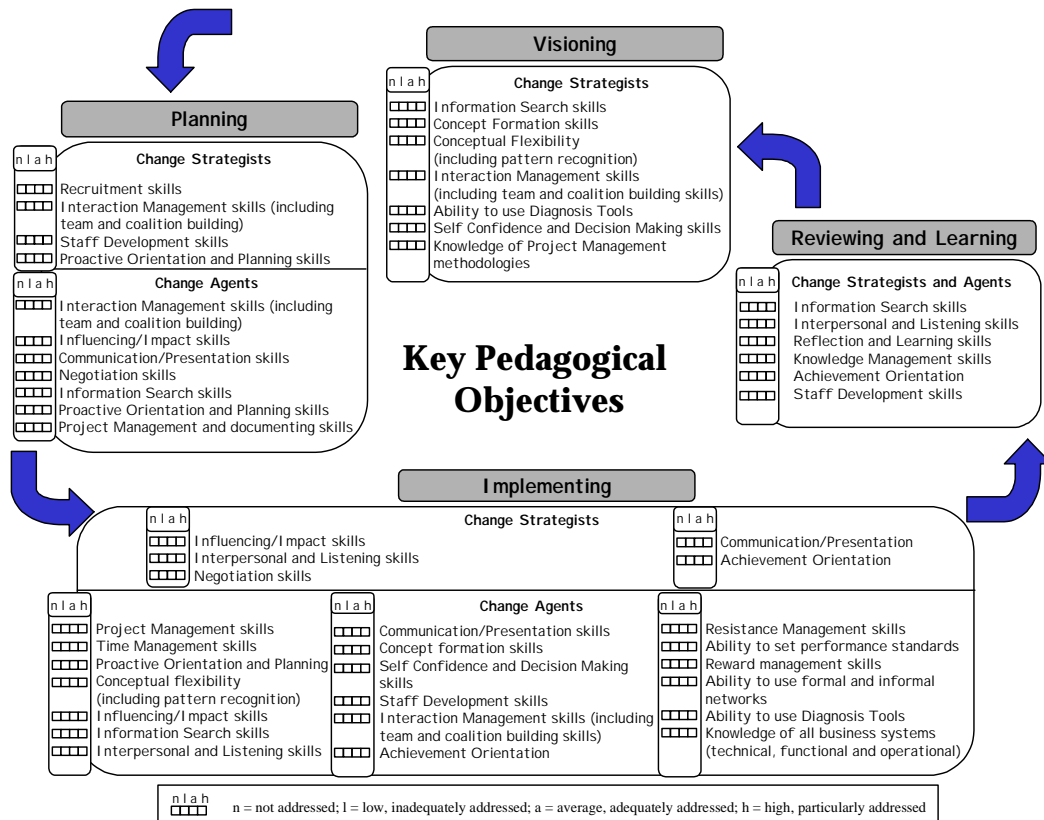 Visioning
n l a h
Change Strategists
Information Search skills
Concept Formation skills
Conceptual Flexibility
(including pattern recognition)
Interaction Management skills
(including team and coalition building skills)
Ability to use Diagnosis Tools
Self Confidence and Decision Making skills
Knowledge of Project Management
methodologies
Planning
n l a h
Change Strategists
Recruitment skills
Interaction Management skills (including
team and coalition building)
Staff Development skills
Proactive Orientation and Planning skills
n l a h
Change Agents
Interaction Management skills (including
team and coalition building)
Influencing/Impact skills
Communication/Presentation skills
Negotiation skills
Information Search skills
Proactive Orientation and Planning skills
Project Management and documenting skills
Reviewing and Learning
n l a h
Change Strategists and Agents
Information Search skills
Interpersonal and Listening skills
Reflection and Learning skills
Knowledge Management skills
Achievement Orientation
Staff Development skills
Key Pedagogical
Objectives
Implementing
Change Strategists
n l a h
Influencing/Impact skills
Interpersonal and Listening skills
Negotiation skills
n l a h
Communication/Presentation
Achievement Orientation
Change Agents
n l a h
Project Management skills
Time Management skills
Proactive Orientation and Planning
Conceptual flexibility
(including pattern recognition)
Influencing/Impact skills
Information Search skills
Interpersonal and Listening skills
n l a h
Communication/Presentation skills
Concept formation skills
Self Confidence and Decision Making
skills
Staff Development skills
Interaction Management skills (including
team and coalition building skills)
Achievement Orientation
n l a h
Resistance Management skills
Ability to set performance standards
Reward management skills
Ability to use formal and informal
networks
Ability to use Diagnosis Tools
Knowledge of all business systems
(technical, functional and operational)
n l a h
n = not addressed; l = low, inadequately addressed; a = average, adequately addressed; h = high, particularly addressed